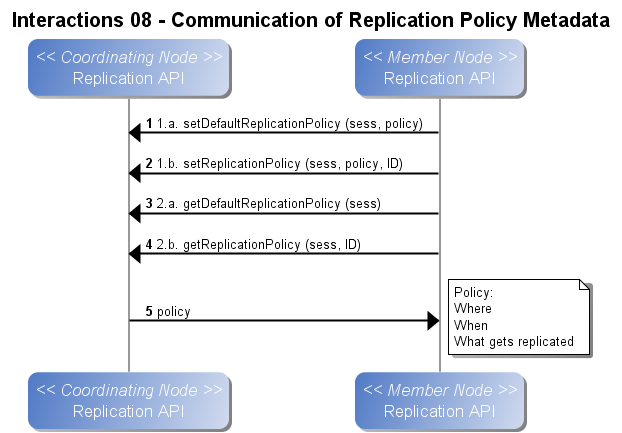 Interactions 08 - Communication of Replication Policy Metadata
<< Coordinating Node >>
Replication API
<< Member Node >>
Replication API
1 1.a. setDefaultReplicationPolicy (sess, policy)
2 1.b. setReplicationPolicy (sess, policy, ID)
3 2.a. getDefaultReplicationPolicy (sess)
4 2.b. getReplicationPolicy (sess, ID)
5 policy
Policy:
Where
When
What gets replicated
<< Coordinating Node >>
Replication API
<< Member Node >>
Replication API